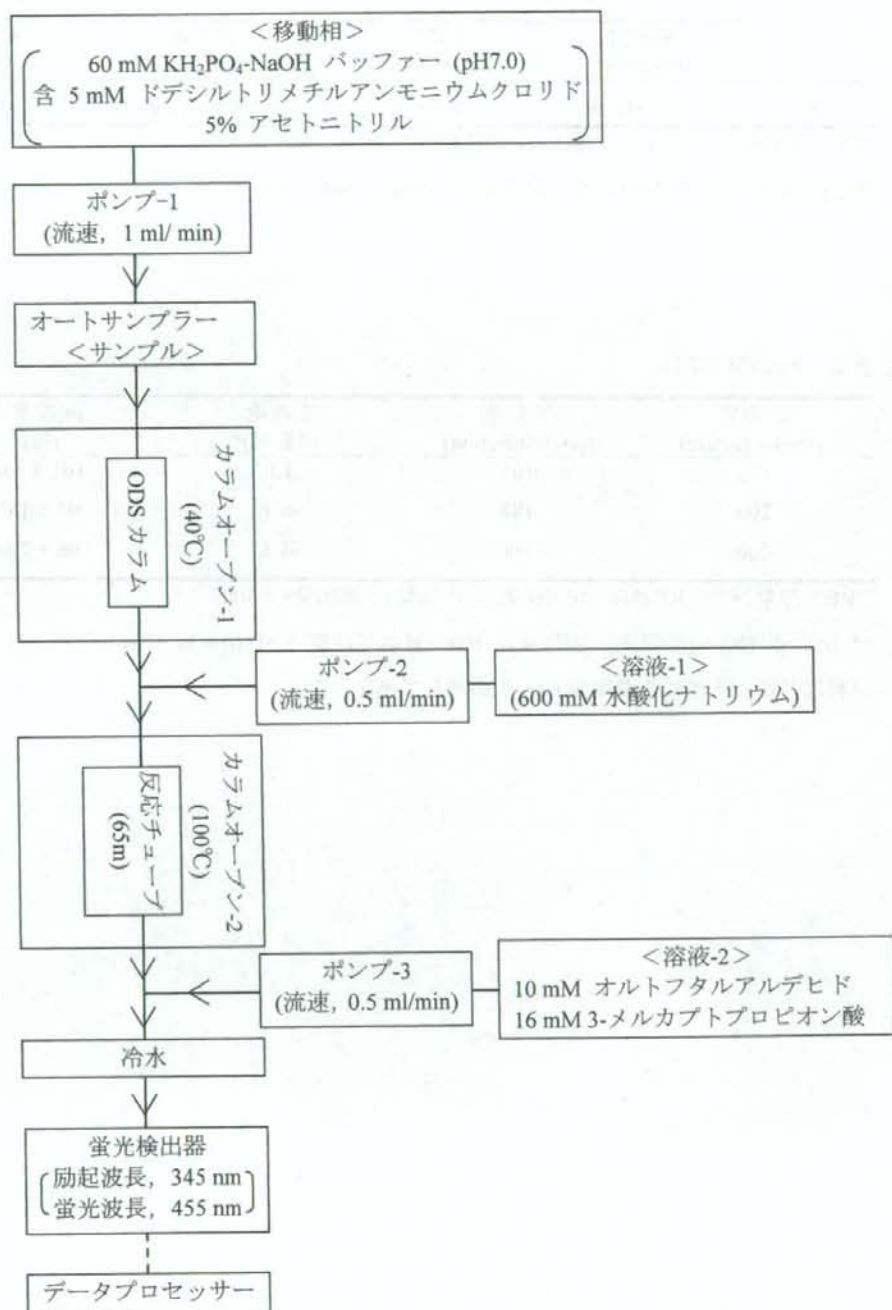 <移動相>
60 mM KH₂PO₄-NaOH バッファー (pH7.0)
含 5 mM ドデシルトリメチルアンモニウムクロリド
5% アセトニトリル
ポンプ-1
(流速, 1 ml/ min)
オートサンプラー
<サンプル>
ODS カラム
カラムオーブン-1
(40℃)
ポンプ-2
(流速, 0.5 ml/min)
<溶液-1>
(600 mM 水酸化ナトリウム)
反応チューブ
(65m)
カラムオーブン-2
(100℃)
ポンプ-3
(流速, 0.5 ml/min)
<溶液-2>
10 mM オルトフタルアルデヒド
16 mM 3-メルカプトプロピオン酸
冷水
蛍光検出器
励起波長, 345 nm
蛍光波長, 455 nm
データプロセッサー